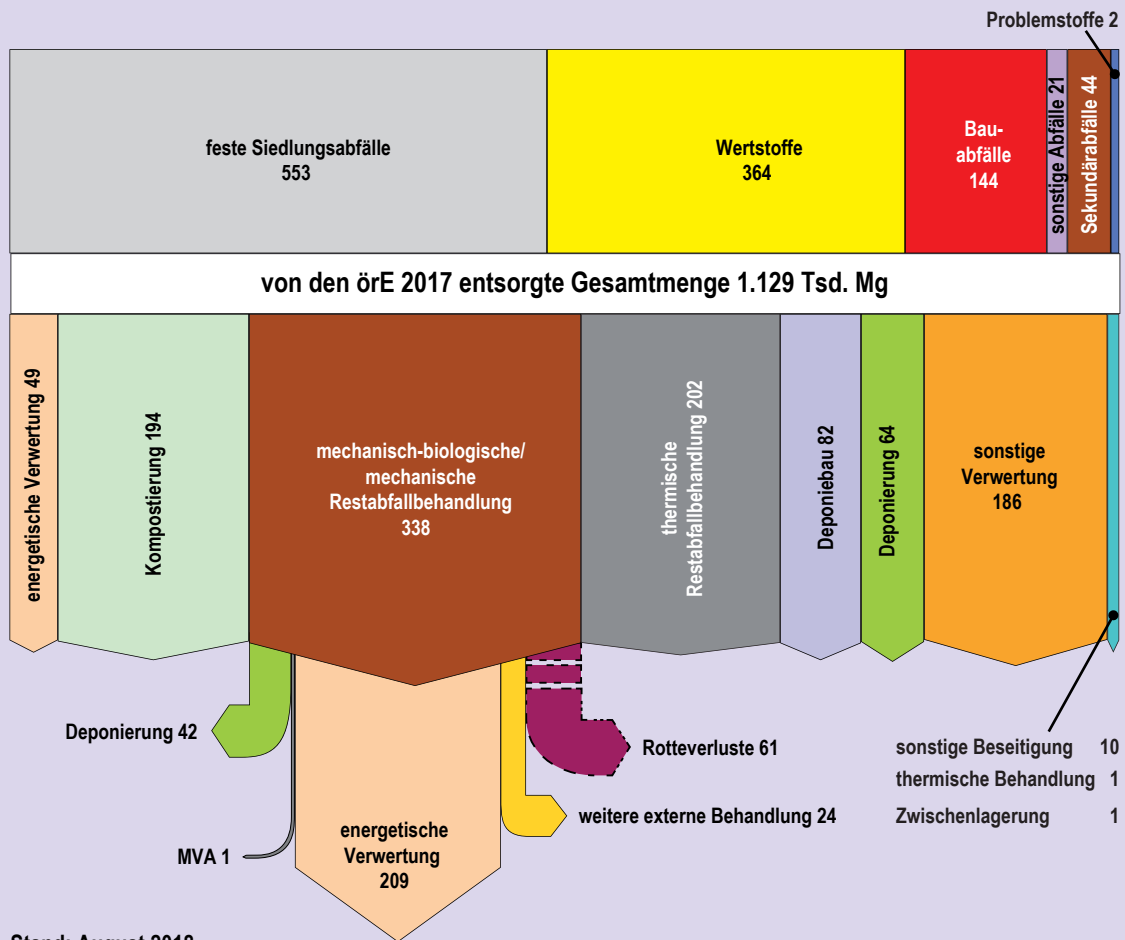 Problemstoffe 2
feste Siedlungsabfälle
553
Wertstoffe
364
Bau-
abfälle
144
sonstige Abfälle 21
Sekundärabfälle 44
von den örE 2017 entsorgte Gesamtmenge 1.129 Tsd. Mg
energetische Verwertung 49
Kompostierung 194
mechanisch-biologische/
mechanische
Restabfallbehandlung
338
thermische
Restabfallbehandlung 202
Deponiebau 82
Deponierung 64
sonstige
Verwertung
186
Deponierung 42
Rotteverluste 61
sonstige Beseitigung 10
thermische Behandlung 1
Zwischenlagerung 1
weitere externe Behandlung 24
MVA 1
energetische
Verwertung
209
Stand: August 2018